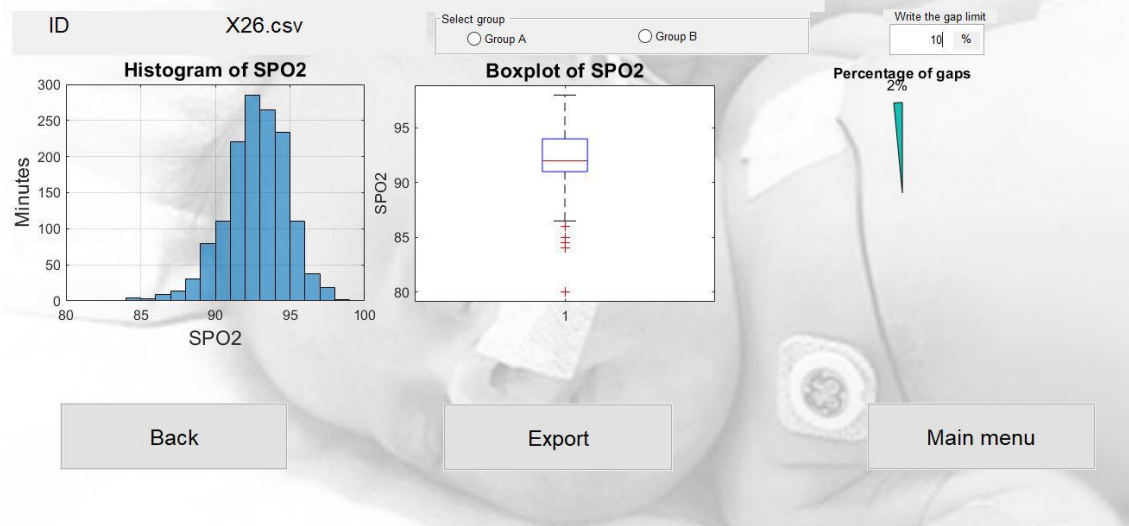 ID
X26.csv
Select group
Group A
Group B
Write the gap limit
10 %
Histogram of SPO2
300
250
200
150
100
50
0
80 85 90 95 100
Minutes
SPO2
Boxplot of SPO2
95
90
85
80
SPO2
1
Percentage of gaps
2%
Back
Export
Main menu